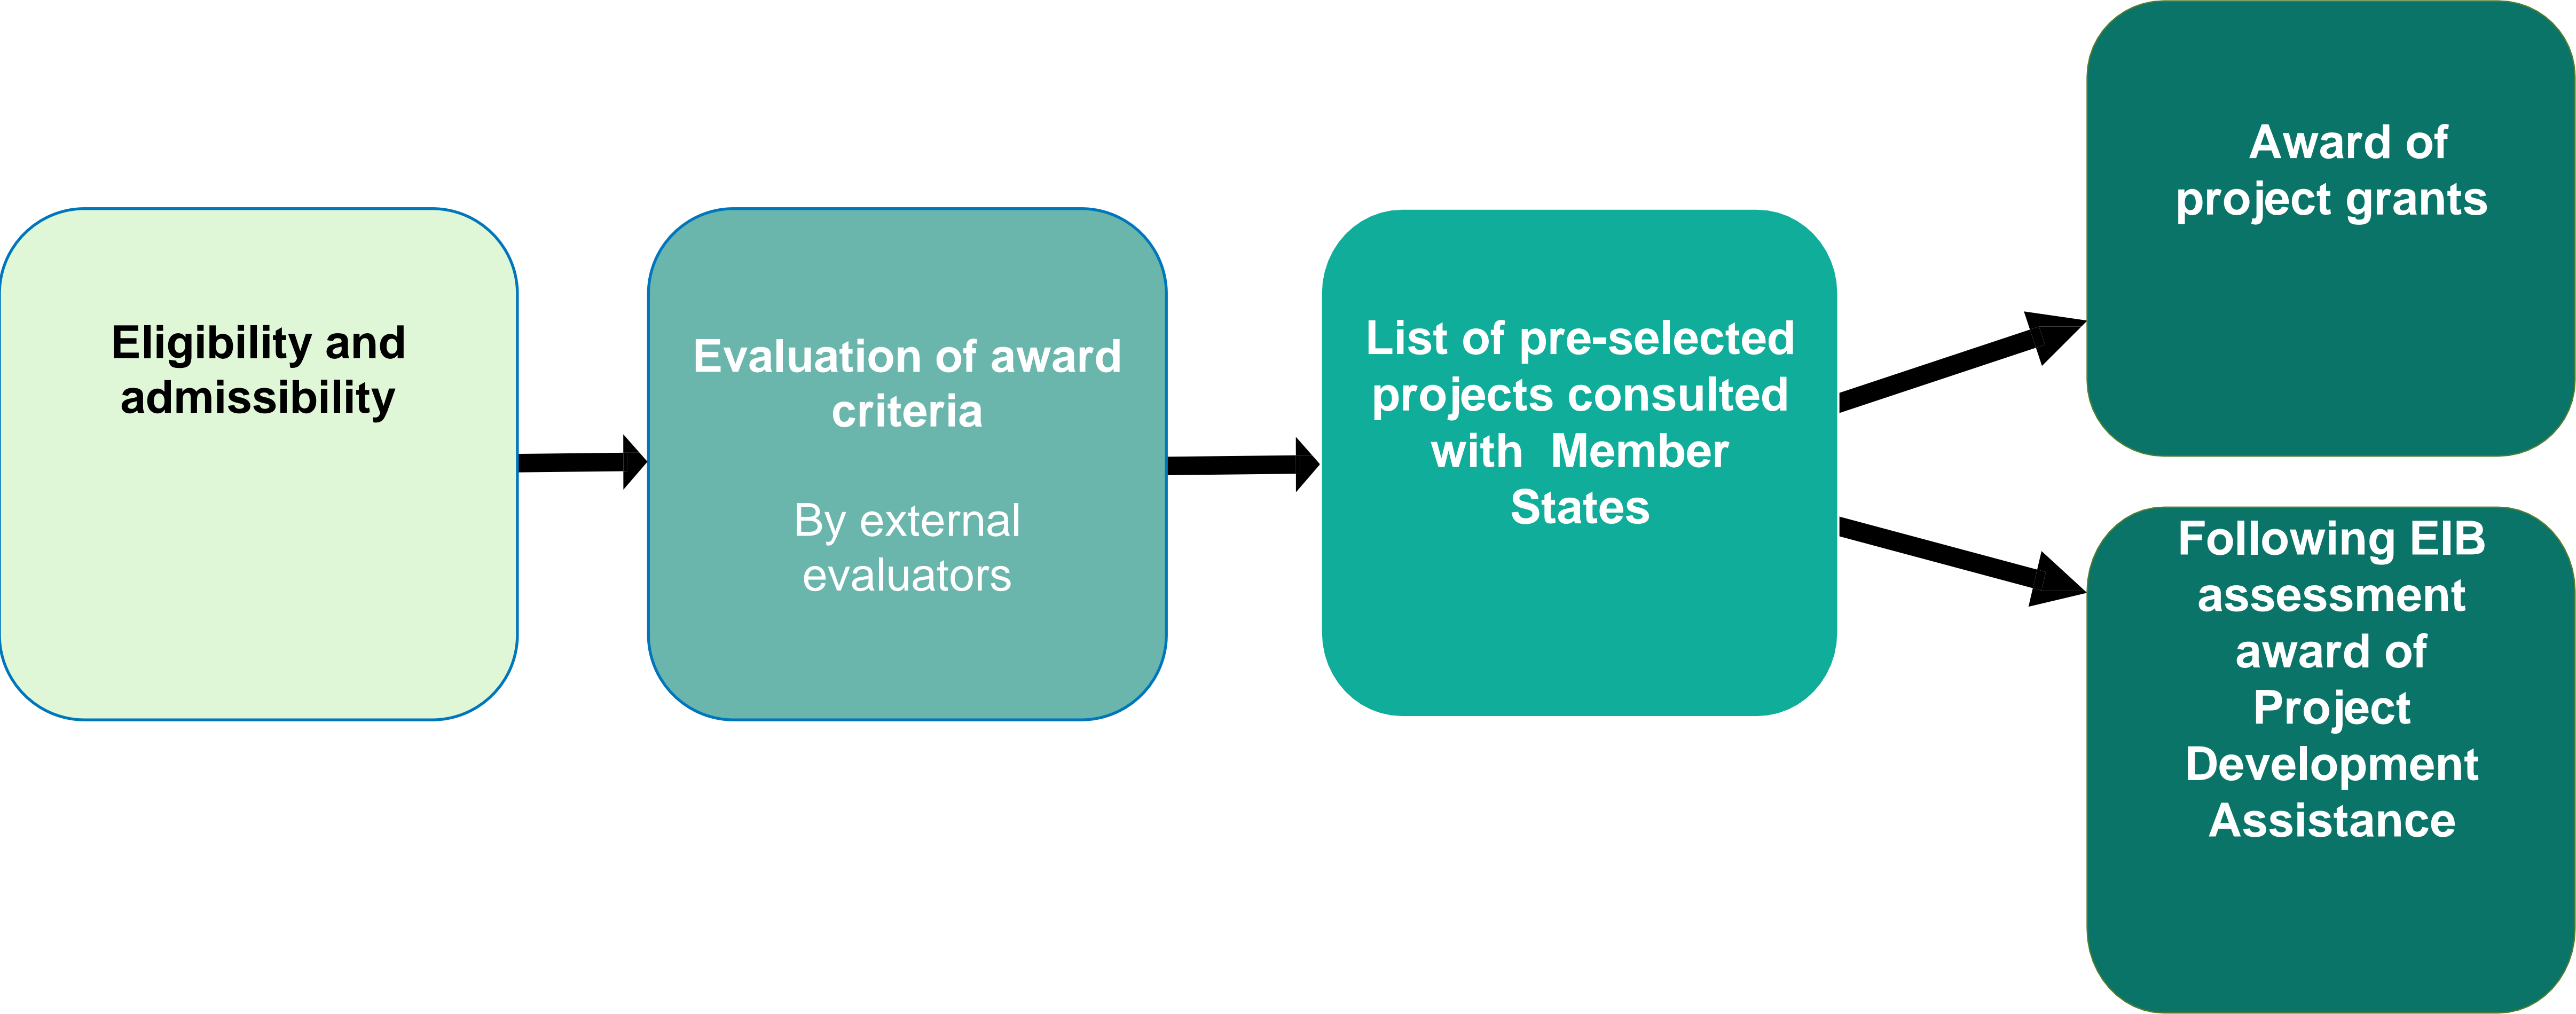 Eligibility and
admissibility
Evaluation of award
criteria
By external
evaluators
List of pre-selected
projects consulted
with  Member
States
Award of
project grants
Following EIB
assessment
award of
Project
Development
Assistance